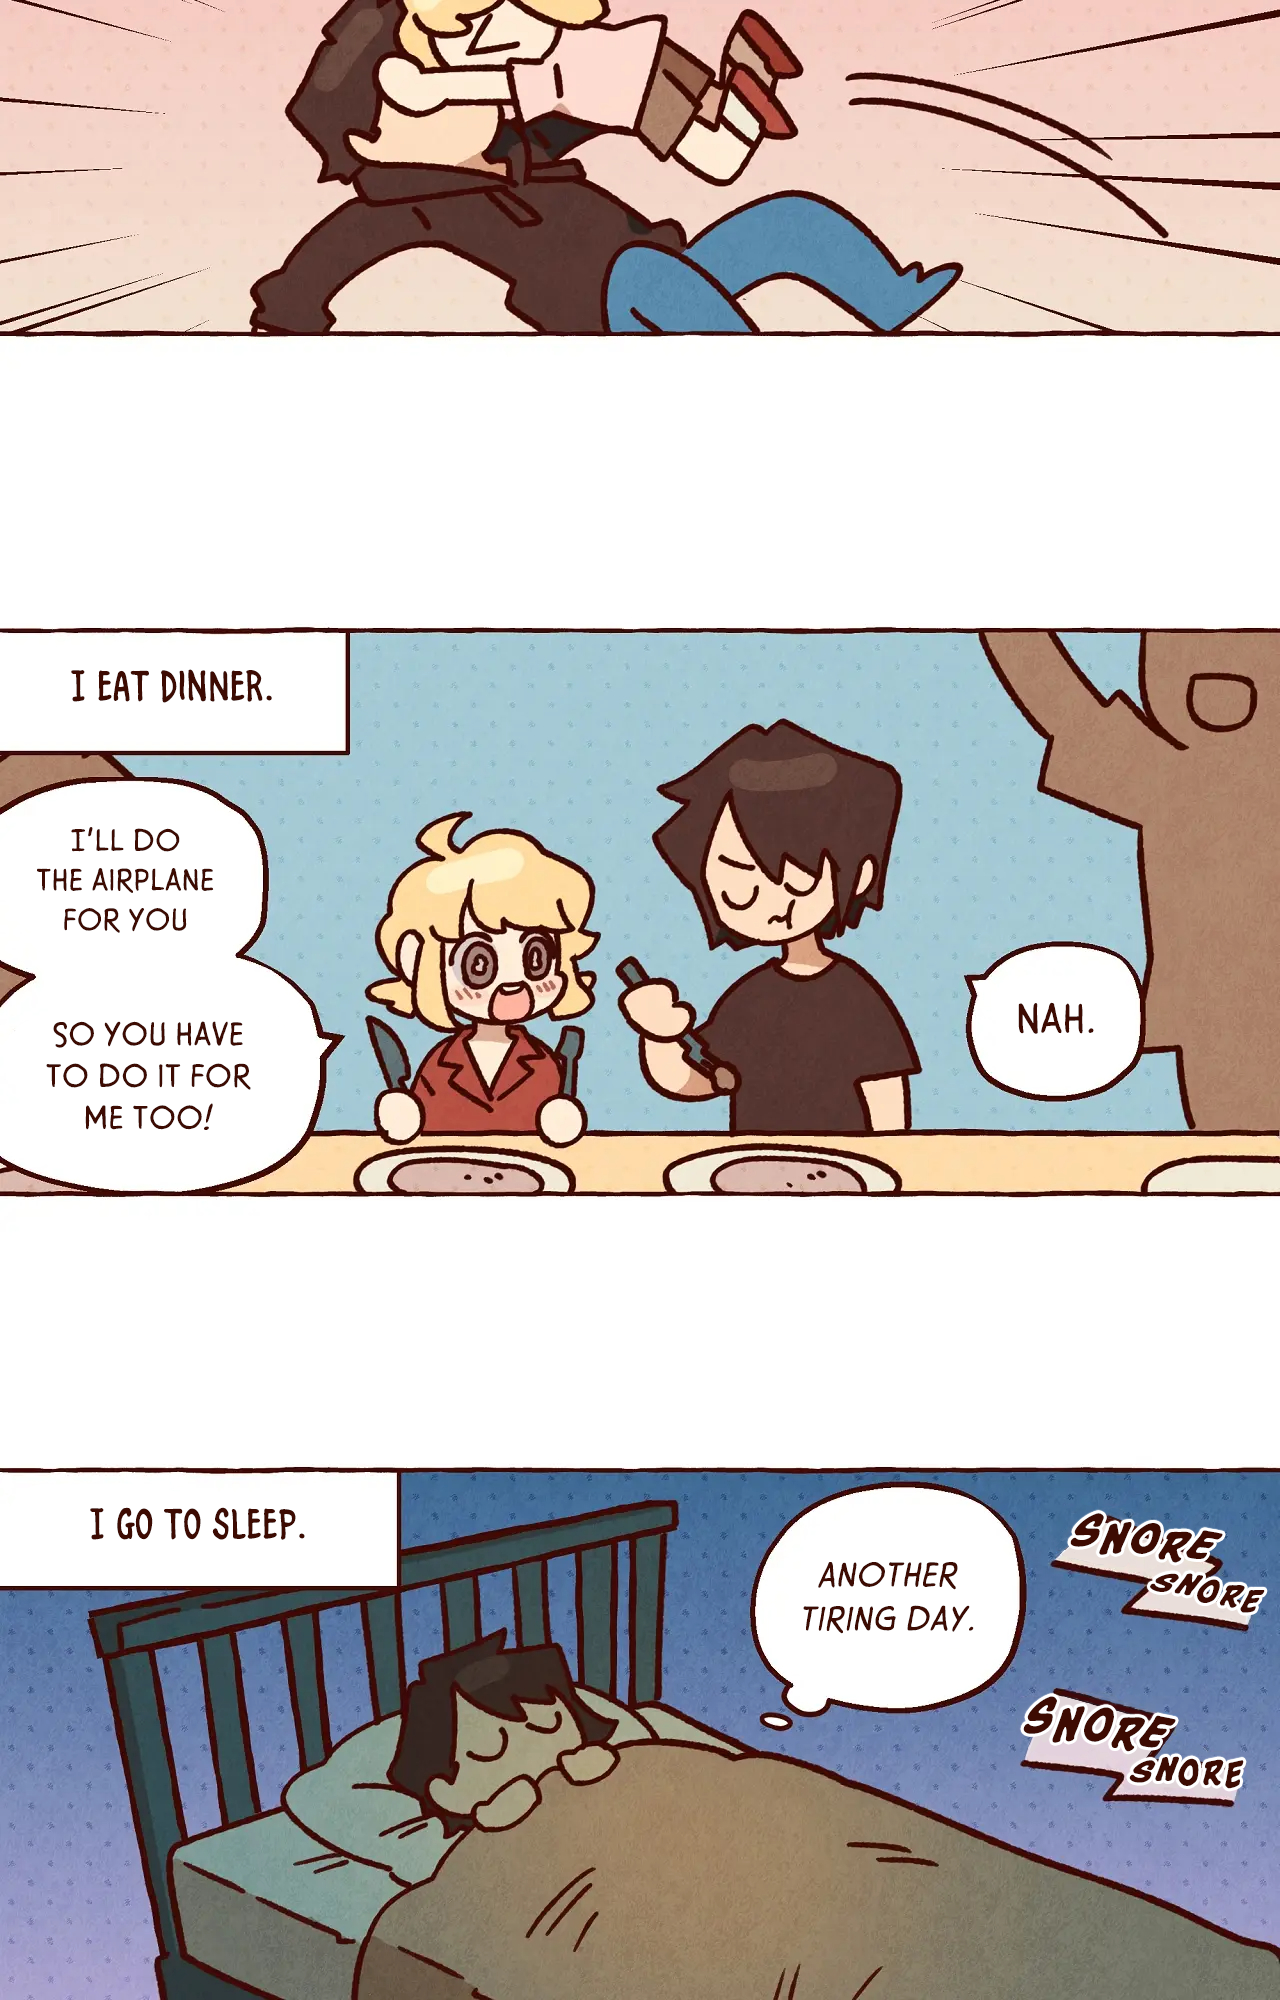 I EAT DINNER.
I'LL DO
THE AIRPLANE
FOR YOU
SO YOU HAVE
TO DO IT FOR
ME TOO!
NAH.
I GO TO SLEEP.
ANOTHER
TIRING DAY.
SNORE,
SNORE
SNORE
SNORE